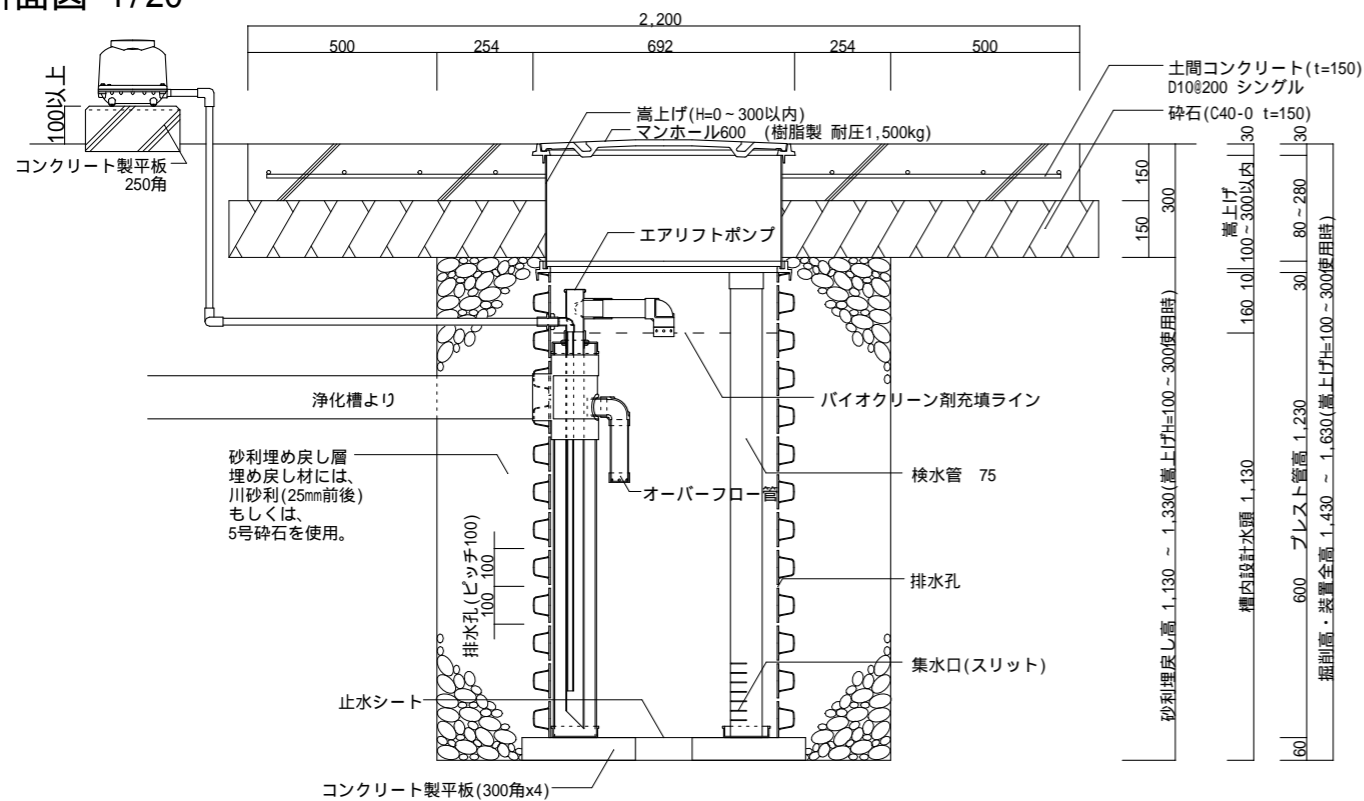 面図 1/20
2,200
500
254
692
254
500
100以上
コンクリート製平板
250角
嵩上げ(H=0~300以内)
マンホール600 (樹脂製 耐圧1,500kg)
土間コンクリート(t=150)
D10@200 シングル
砕石(C40-0 t=150)
エアリフトポンプ
浄化槽より
バイオクリーン剤充填ライン
砂利埋め戻し層
埋め戻し材には、
川砂利(25mm前後)
もしくは、
5号砕石を使用。
オーバーフロー管
検水管 75
排水孔(ピッチ100)
100 100
排水孔
集水口(スリット)
止水シート
コンクリート製平板(300角x4)
150
150
300
砂利埋戻し高 1,130 ~ 1,330(嵩上げH=100~300使用時)
30
嵩上げ
100~300以内
10
160
槽内設計水頭 1,130
30
80~280
30
プレスト管高 1,230
600
60
掘削高・装置全高 1,430 ~ 1,630(嵩上げH=100~300使用時)